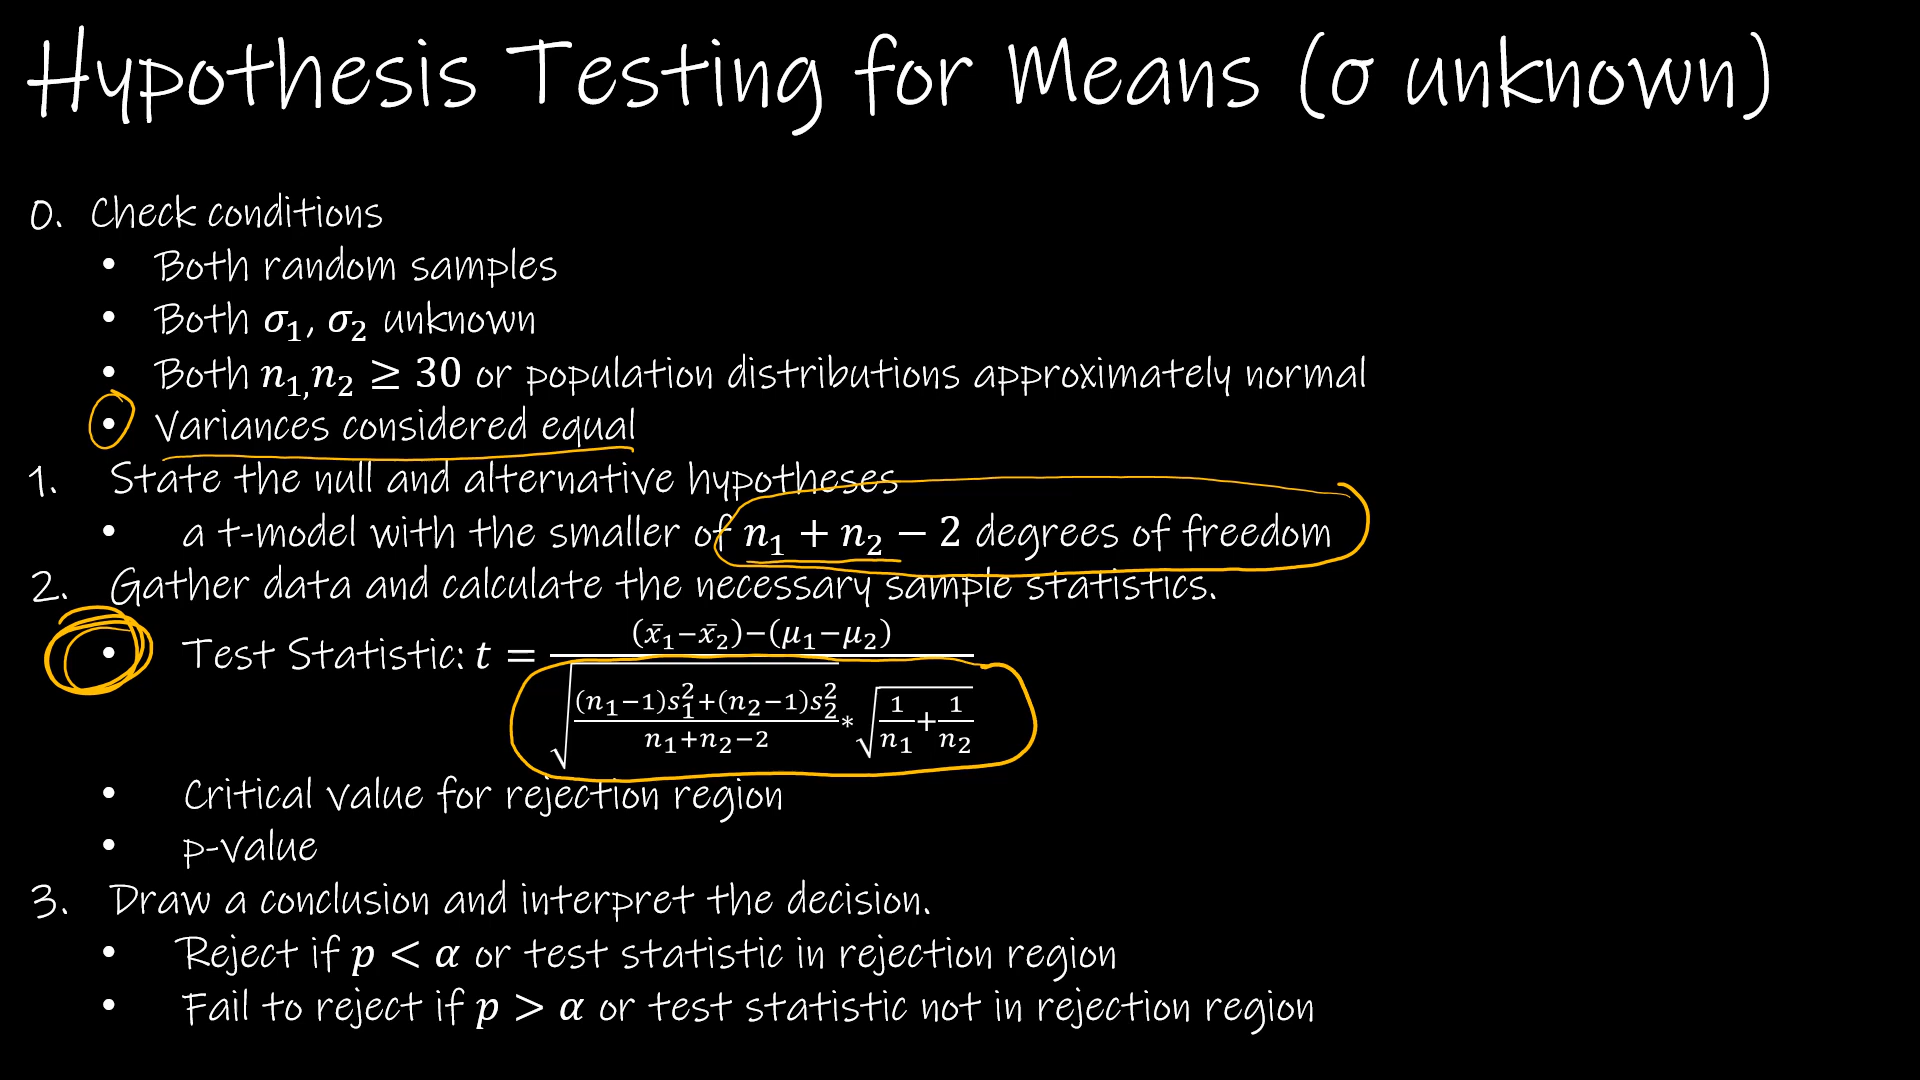 Hypothesis Testing for Means (σ unknown)
0. Check conditions
• Both random samples
• Both σ₁, σ₂ unknown
• Both n₁,n₂ ≥ 30 or population distributions approximately normal
• Variances considered equal
1. State the null and alternative hypotheses
• a t-model with the smaller of n₁ + n₂ − 2 degrees of freedom
2. Gather data and calculate the necessary sample statistics.
• Test Statistic: t = ((x̄₁−x̄₂)−(μ₁−μ₂)) / (√(((n₁−1)s₁²+(n₂−1)s₂²)/(n₁+n₂−2)) * √(1/n₁+1/n₂))
• Critical value for rejection region
• p-value
3. Draw a conclusion and interpret the decision.
• Reject if p < α or test statistic in rejection region
• Fail to reject if p > α or test statistic not in rejection region